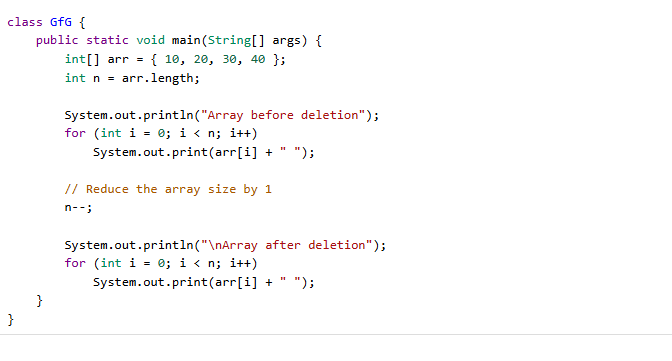 class GfG {
    public static void main(String[] args) {
        int[] arr = { 10, 20, 30, 40 };
        int n = arr.length;

        System.out.println("Array before deletion");
        for (int i = 0; i < n; i++)
            System.out.print(arr[i] + " ");

        // Reduce the array size by 1
        n--;

        System.out.println("\nArray after deletion");
        for (int i = 0; i < n; i++)
            System.out.print(arr[i] + " ");
    }
}